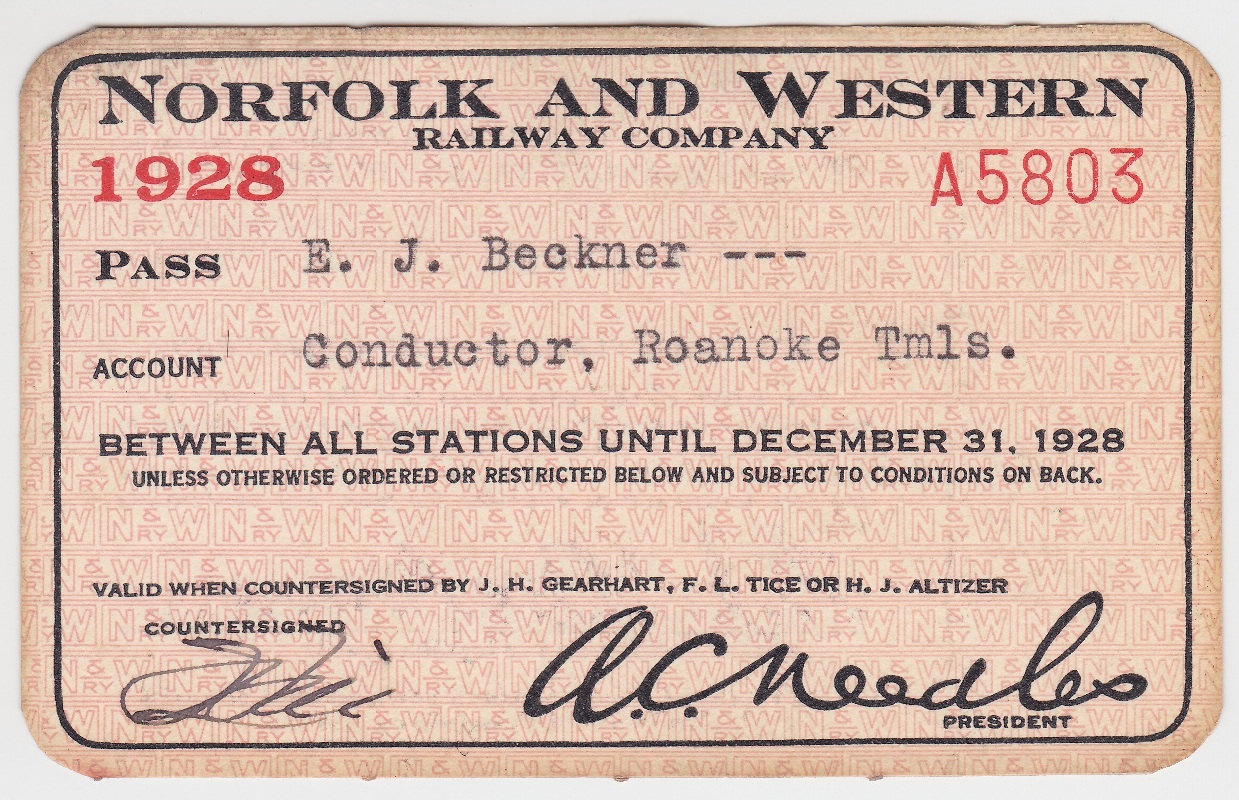 NORFOLK AND WESTERN
RAILWAY COMPANY
1928 A5803
PASS E. J. Beckner ---
ACCOUNT Conductor, Roanoke Tmls.
BETWEEN ALL STATIONS UNTIL DECEMBER 31, 1928
UNLESS OTHERWISE ORDERED OR RESTRICTED BELOW AND SUBJECT TO CONDITIONS ON BACK.
VALID WHEN COUNTERSIGNED BY J. H. GEARHART, F. L. TICE OR H. J. ALTIZER
COUNTERSIGNED
A.C. Needles
PRESIDENT